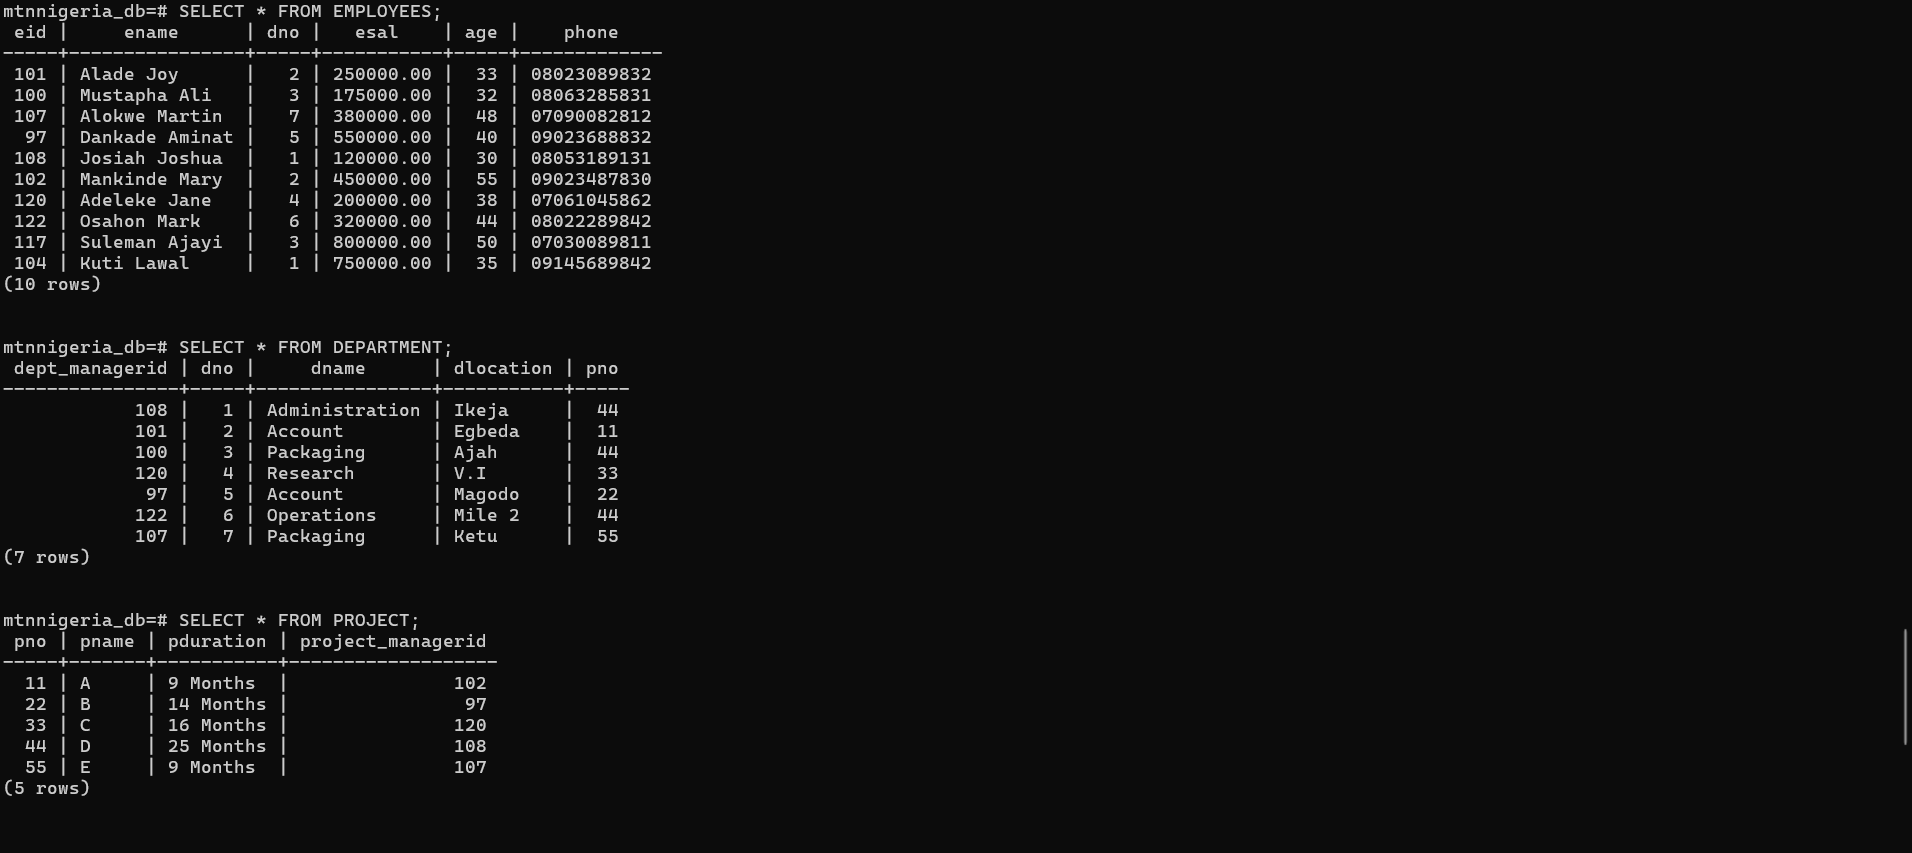 mtnnigeria_db=# SELECT * FROM EMPLOYEES;
 eid |     ename      | dno |   esal    | age |    phone
-----+----------------+-----+-----------+-----+-------------
 101 | Alade Joy      |   2 | 250000.00 |  33 | 08023089832
 100 | Mustapha Ali   |   3 | 175000.00 |  32 | 08063285831
 107 | Alokwe Martin  |   7 | 380000.00 |  48 | 07090082812
  97 | Dankade Aminat |   5 | 550000.00 |  40 | 09023688832
 108 | Josiah Joshua  |   1 | 120000.00 |  30 | 08053189131
 102 | Mankinde Mary  |   2 | 450000.00 |  55 | 09023487830
 120 | Adeleke Jane   |   4 | 200000.00 |  38 | 07061045862
 122 | Osahon Mark    |   6 | 320000.00 |  44 | 08022289842
 117 | Suleman Ajayi  |   3 | 800000.00 |  50 | 07030089811
 104 | Kuti Lawal     |   1 | 750000.00 |  35 | 09145689842
(10 rows)
mtnnigeria_db=# SELECT * FROM DEPARTMENT;
 dept_managerid | dno |     dname      | dlocation | pno
----------------+-----+----------------+-----------+-----
            108 |   1 | Administration | Ikeja     |  44
            101 |   2 | Account        | Egbeda    |  11
            100 |   3 | Packaging      | Ajah      |  44
            120 |   4 | Research       | V.I       |  33
             97 |   5 | Account        | Magodo    |  22
            122 |   6 | Operations     | Mile 2    |  44
            107 |   7 | Packaging      | Ketu      |  55
(7 rows)
mtnnigeria_db=# SELECT * FROM PROJECT;
 pno | pname | pduration | project_managerid
-----+-------+-----------+-------------------
  11 | A     | 9 Months  |               102
  22 | B     | 14 Months |                97
  33 | C     | 16 Months |               120
  44 | D     | 25 Months |               108
  55 | E     | 9 Months  |               107
(5 rows)